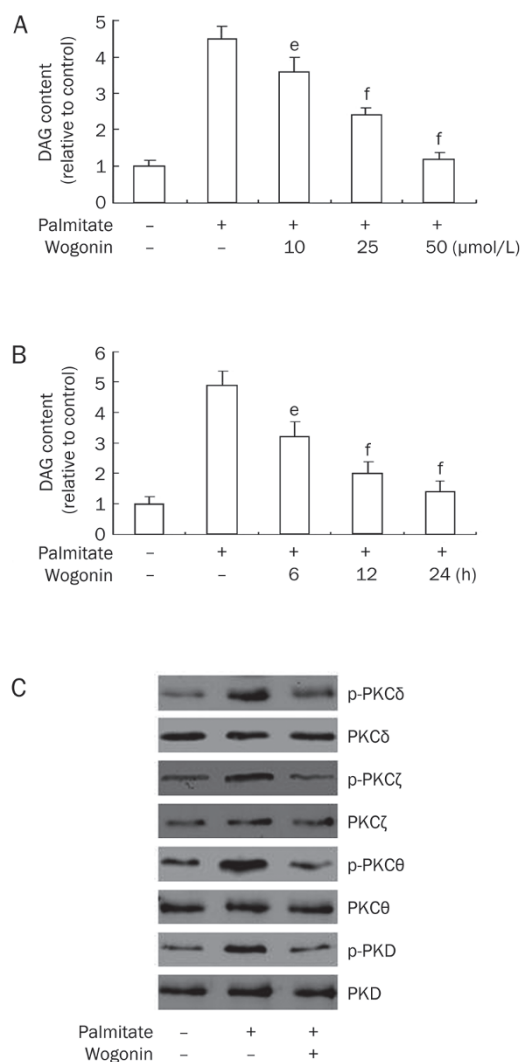 A
DAG content
(relative to control)
5
4
3
2
1
0
e
f
f
Palmitate – + + + +
Wogonin – – 10 25 50 (μmol/L)
B
DAG content
(relative to control)
6
5
4
3
2
1
0
e
f
f
Palmitate – + + + +
Wogonin – – 6 12 24 (h)
C
p-PKCδ
PKCδ
p-PKCζ
PKCζ
p-PKCθ
PKCθ
p-PKD
PKD
Palmitate – + +
Wogonin – – +